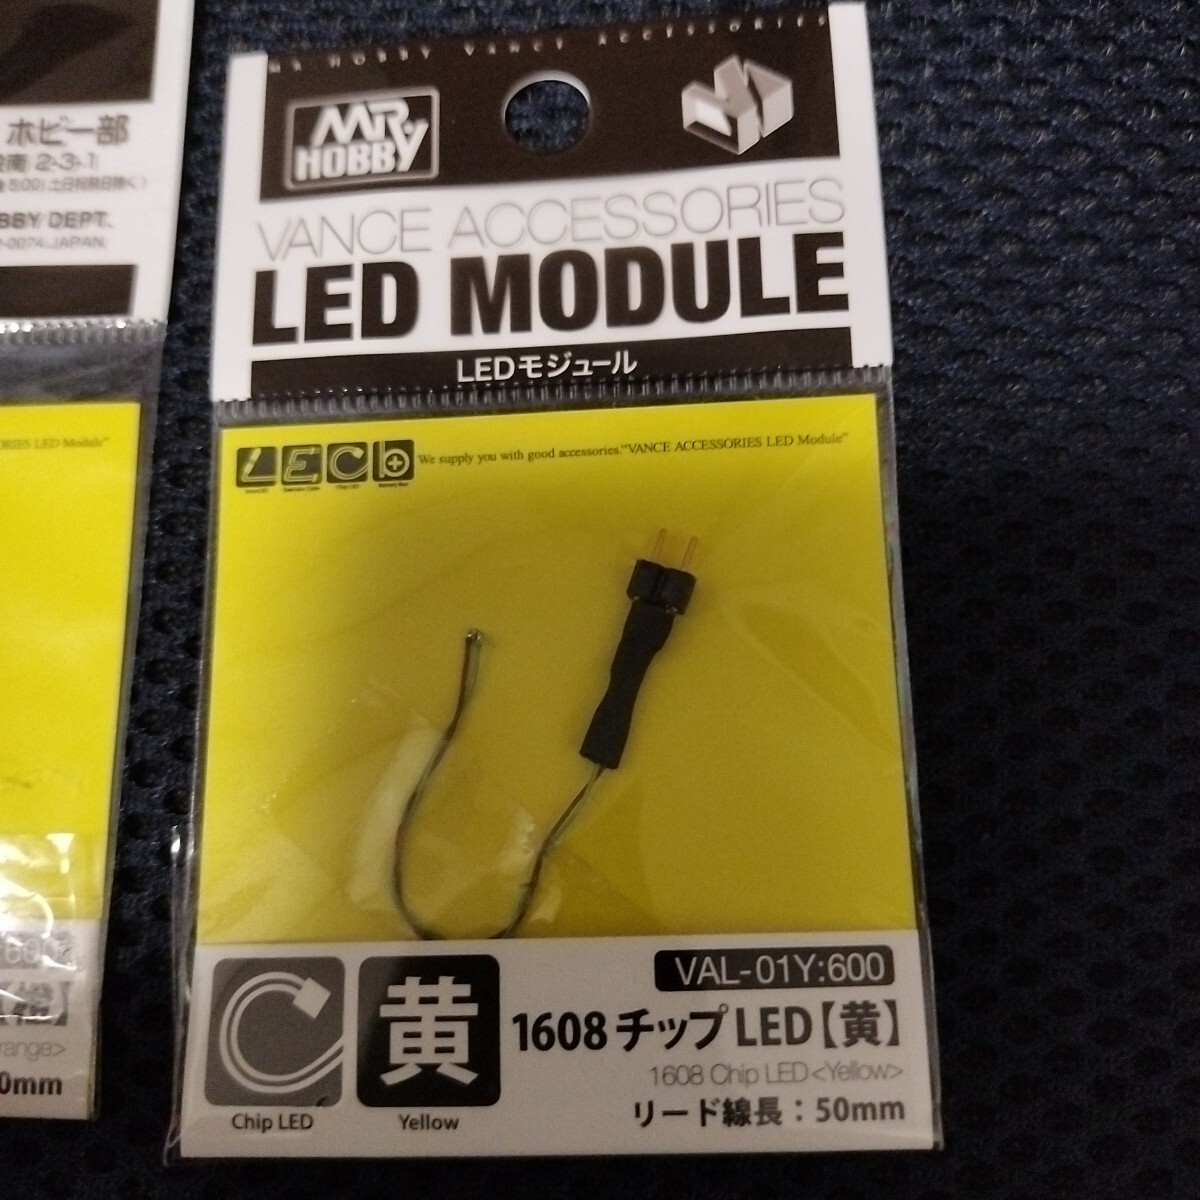 ホビー部
2-3-1
5:00(土日祝祭日除く)
BBY DEPT.
-0074 JAPAN)
ORIES LED Module"
range>
0mm
MR. HOBBY VANCE ACCESSORIES
MR HOBBY
VANCE ACCESSORIES
LED MODULE
LEDモジュール
LECb
We supply you with good accessories."VANCE ACCESSORIES LED Module"
VAL-01Y:600
黄
1608チップLED【黄】
1608 Chip LED<Yellow>
リード線長：50mm
Chip LED
Yellow